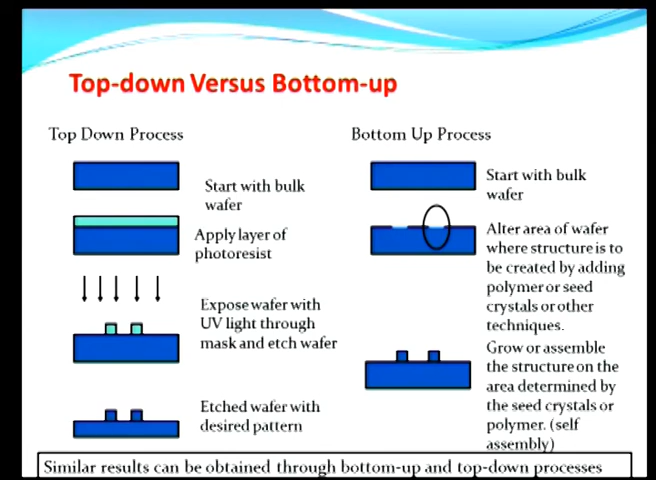 Top-down Versus Bottom-up
Top Down Process
Start with bulk
wafer
Apply layer of
photoresist
Expose wafer with
UV light through
mask and etch wafer
Etched wafer with
desired pattern
Bottom Up Process
Start with bulk
wafer
Alter area of wafer
where structure is to
be created by adding
polymer or seed
crystals or other
techniques.
Grow or assemble
the structure on the
area determined by
the seed crystals or
polymer. (self
assembly)
Similar results can be obtained through bottom-up and top-down processes